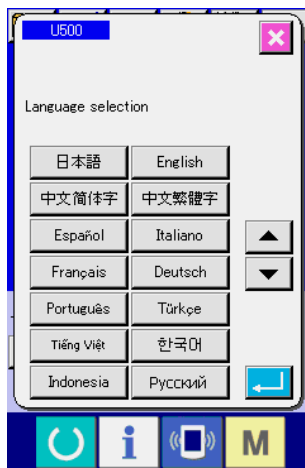 U500
Language selection
日本語 English
中文简体字 中文繁體字
Español Italiano
Français Deutsch
Português Türkçe
Tiếng Việt 한국어
Indonesia Русский
i M